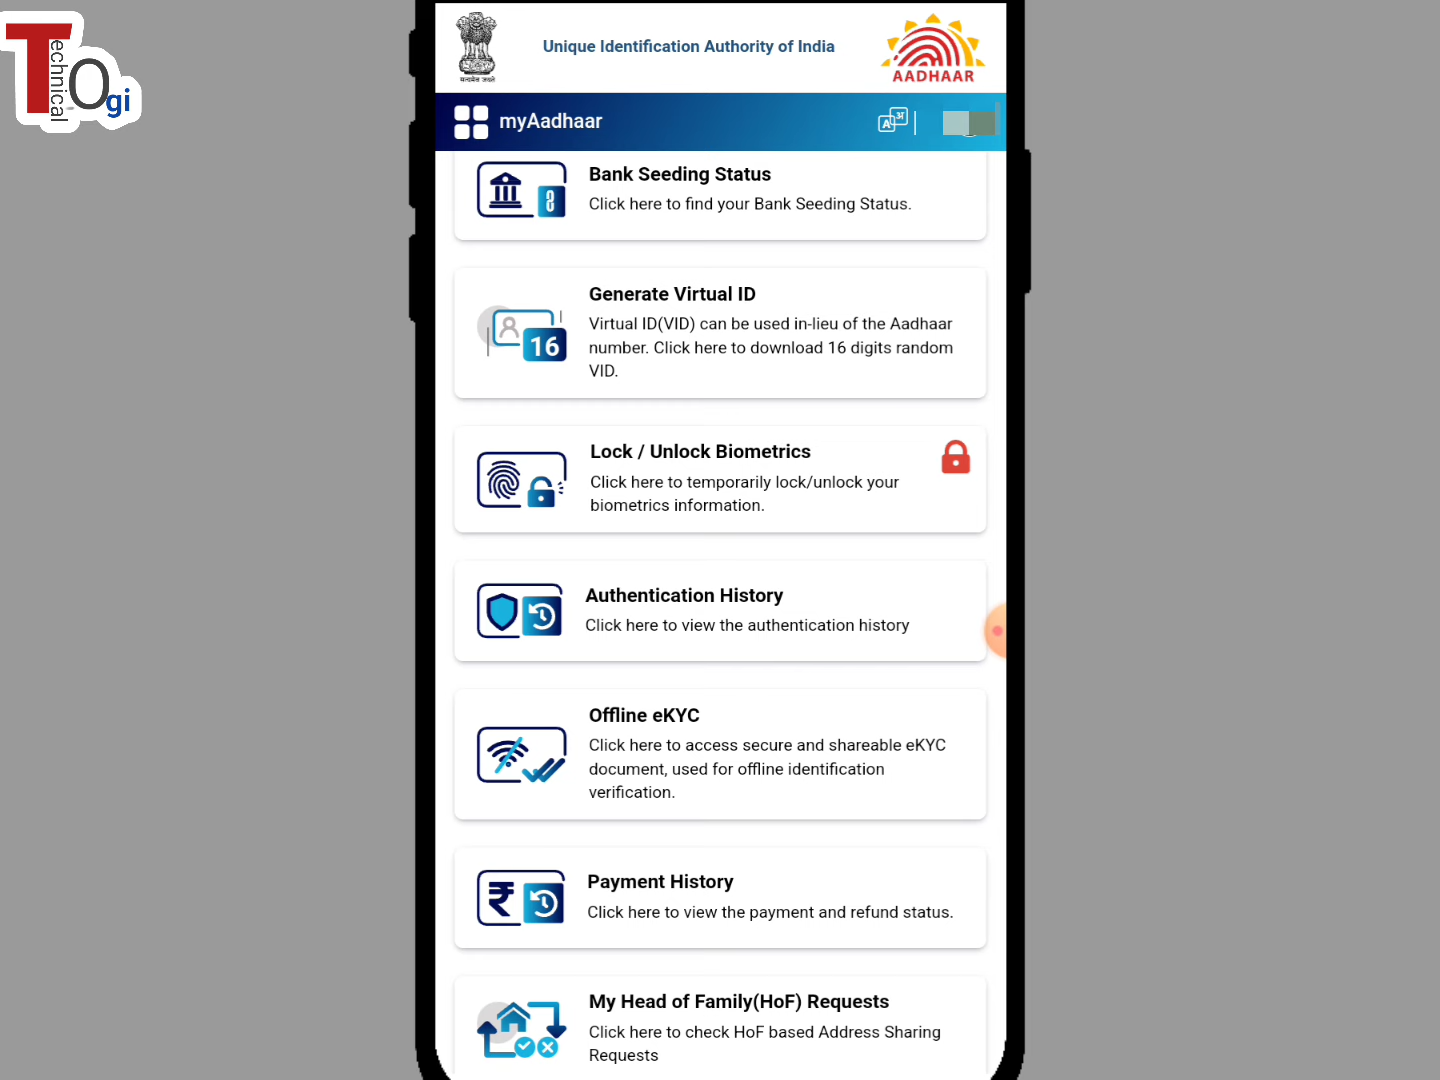 Technical
Ogi
Unique Identification Authority of India
AADHAAR
myAadhaar
A अ
Bank Seeding Status
Click here to find your Bank Seeding Status.
Generate Virtual ID
16
Virtual ID(VID) can be used in-lieu of the Aadhaar
number. Click here to download 16 digits random
VID.
Lock / Unlock Biometrics
Click here to temporarily lock/unlock your
biometrics information.
Authentication History
Click here to view the authentication history
Offline eKYC
Click here to access secure and shareable eKYC
document, used for offline identification
verification.
₹
Payment History
Click here to view the payment and refund status.
My Head of Family(HoF) Requests
Click here to check HoF based Address Sharing
Requests